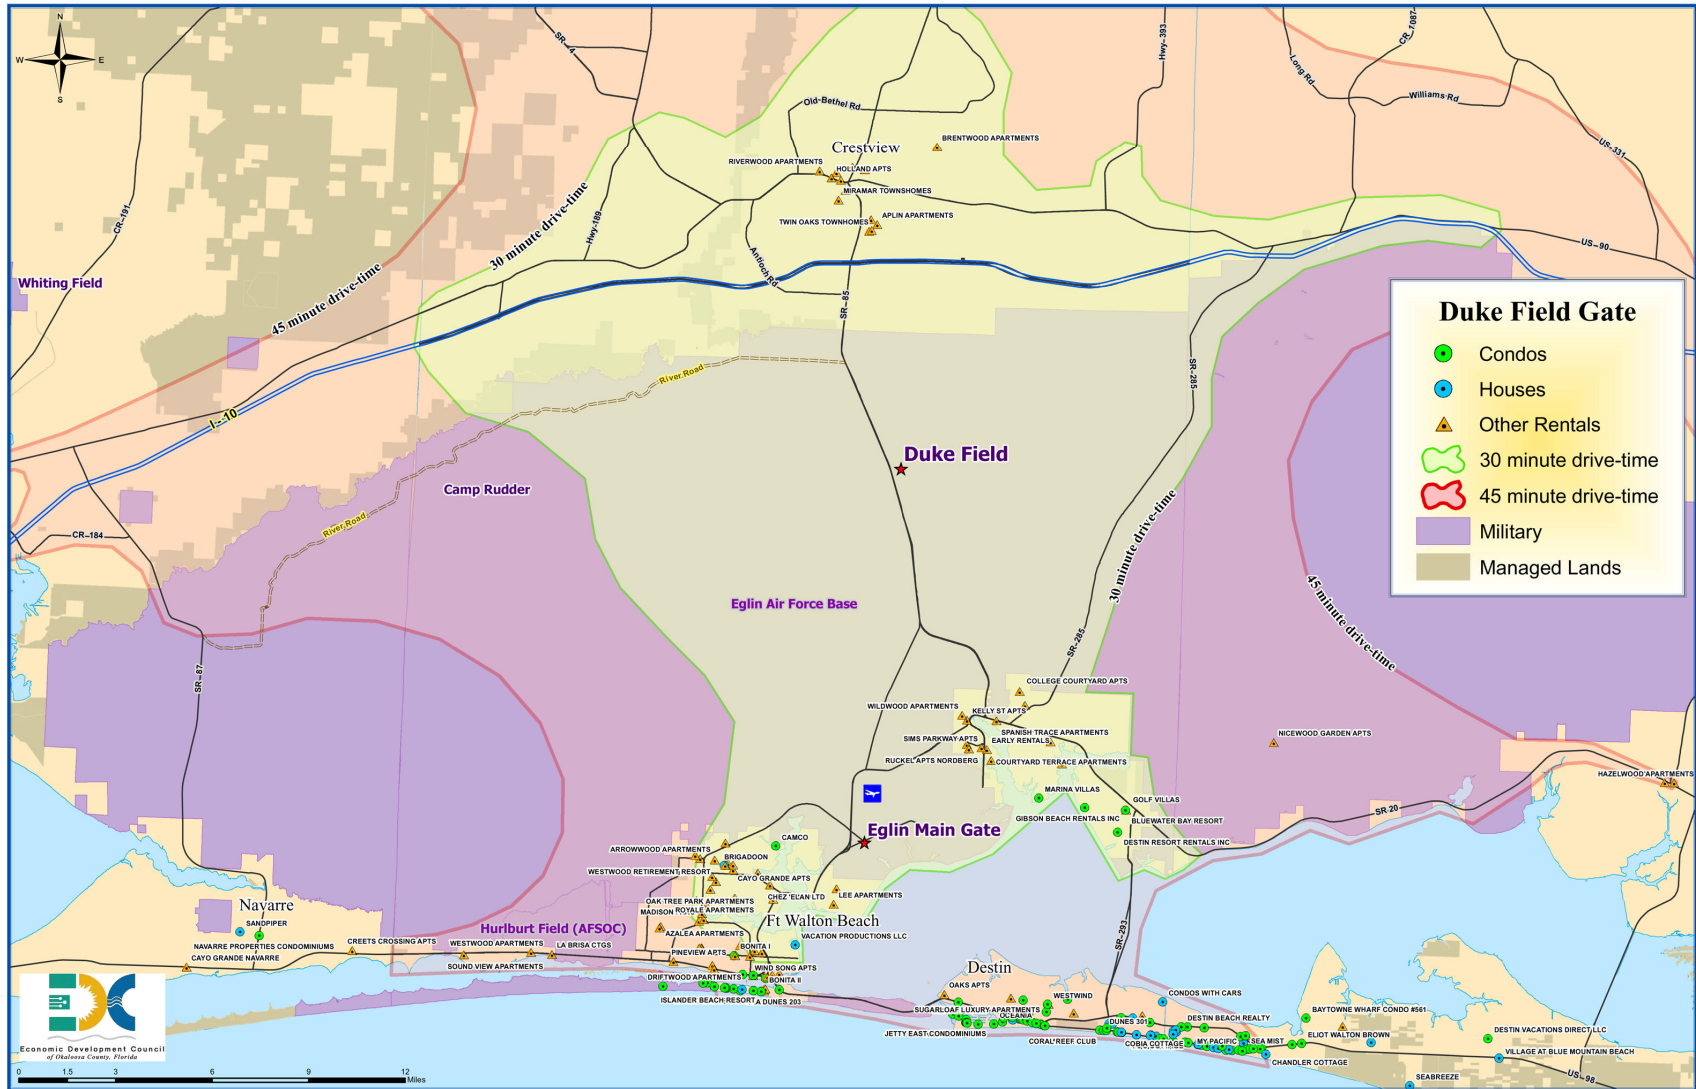 N
W
E
S
SR-4
Hwy-393
CR 1087
Long Rd
Williams Rd
Old-Bethel Rd
US-331
BRENTWOOD APARTMENTS
Crestview
RIVERWOOD APARTMENTS
HOLLAND APTS
MIRAMAR TOWNSHOMES
CR-191
30 minute drive-time
Hwy-189
TWIN OAKS TOWNHOMES
APLIN APARTMENTS
US-90
Antioch Rd
Whiting Field
45 minute drive-time
SR-85
Duke Field Gate
Condos
Houses
Other Rentals
30 minute drive-time
45 minute drive-time
Military
Managed Lands
River Road
SR-285
I-10
Duke Field
Camp Rudder
River Road
CR-184
30 minute drive-time
Eglin Air Force Base
45 minute drive-time
SR-285
SR-87
COLLEGE COURTYARD APTS
WILDWOOD APARTMENTS
KELLY ST APTS
SPANISH TRACE APARTMENTS
SIMS PARKWAY APTS
EARLY RENTALS
NICEWOOD GARDEN APTS
RUCKEL APTS NORDBERG
COURTYARD TERRACE APARTMENTS
HAZELWOOD APARTMENTS
MARINA VILLAS
GOLF VILLAS
GIBSON BEACH RENTALS INC
BLUEWATER BAY RESORT
SR 20
Eglin Main Gate
CAMCO
DESTIN RESORT RENTALS INC
ARROWWOOD APARTMENTS
BRIGADOON
WESTWOOD RETIREMENT RESORT
CAYO GRANDE APTS
CHEZ 'ELAN LTD
LEE APARTMENTS
OAK TREE PARK APARTMENTS
MADISON
ROYALE APARTMENTS
Navarre
Ft Walton Beach
SANDPIPER
Hurlburt Field (AFSOC)
AZALEA APARTMENTS
VACATION PRODUCTIONS LLC
SR-293
NAVARRE PROPERTIES CONDOMINIUMS
CREETS CROSSING APTS
WESTWOOD APARTMENTS
LA BRISA CTGS
PINEVIEW APTS
BONITA I
CAYO GRANDE NAVARRE
SOUND VIEW APARTMENTS
WIND SONG APTS
Destin
DRIFTWOOD APARTMENTS
BONITA II
OAKS APTS
ISLANDER BEACH RESORT
A DUNES 203
WESTWIND
CONDOS WITH CARS
SUGARLOAF LUXURY APARTMENTS
OCEANIA
BAYTOWNE WHARF CONDO #561
DUNES 301
DESTIN BEACH REALTY
JETTY EAST CONDOMINIUMS
CORAL REEF CLUB
COBIA COTTAGE
MY PACIFIC
SEA MIST
ELIOT WALTON BROWN
DESTIN VACATIONS DIRECT LLC
VILLAGE AT BLUE MOUNTAIN BEACH
CHANDLER COTTAGE
SEABREEZE
US-98
EDC
Economic Development Council
of Okaloosa County, Florida
0 1.5 3 6 9 12
Miles